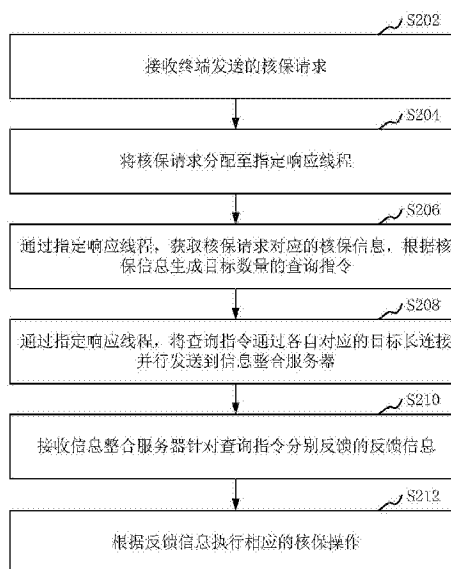 S202
接收终端发送的核保请求
S204
将核保请求分配至指定响应线程
S206
通过指定响应线程，获取核保请求对应的核保信息，根据核
保信息生成目标数量的查询指令
S208
通过指定响应线程，将查询指令通过各自对应的目标长连接
并行发送到信息整合服务器
S210
接收信息整合服务器针对查询指令分别反馈的反馈信息
S212
根据反馈信息执行相应的核保操作